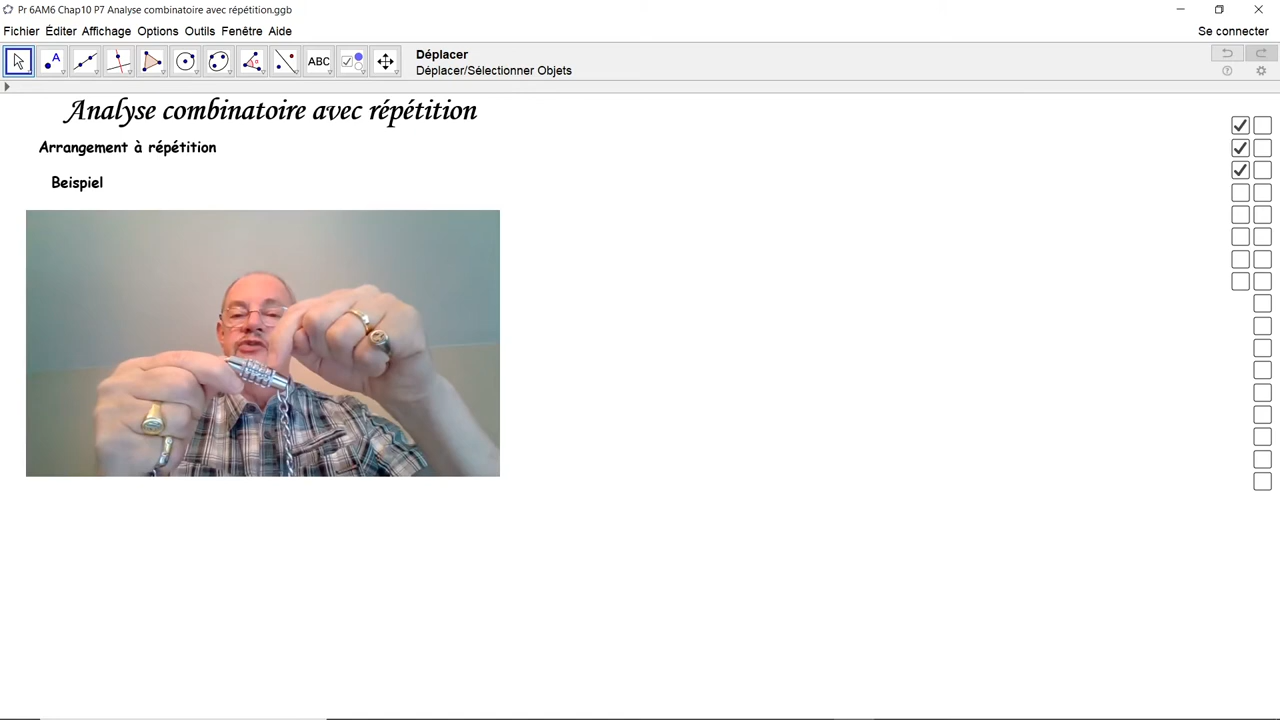 Pr 6AM6 Chap10 P7 Analyse combinatoire avec répétition.ggb
Fichier Éditer Affichage Options Outils Fenêtre Aide
Se connecter
A
ABC
Déplacer
Déplacer/Sélectionner Objets
Analyse combinatoire avec répétition
Arrangement à répétition
Beispiel